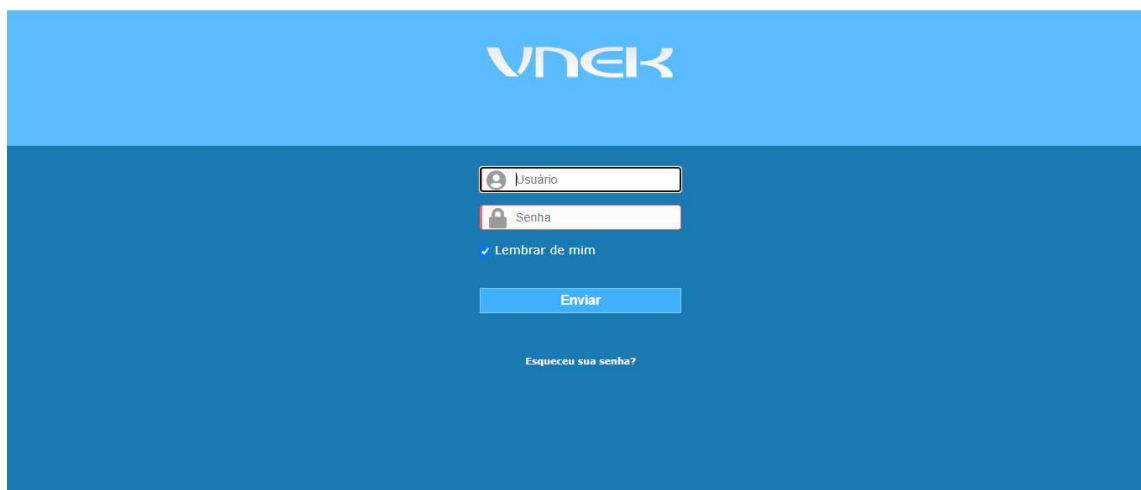 VNEK
Usuário
Senha
Lembrar de mim
Enviar
Esqueceu sua senha?